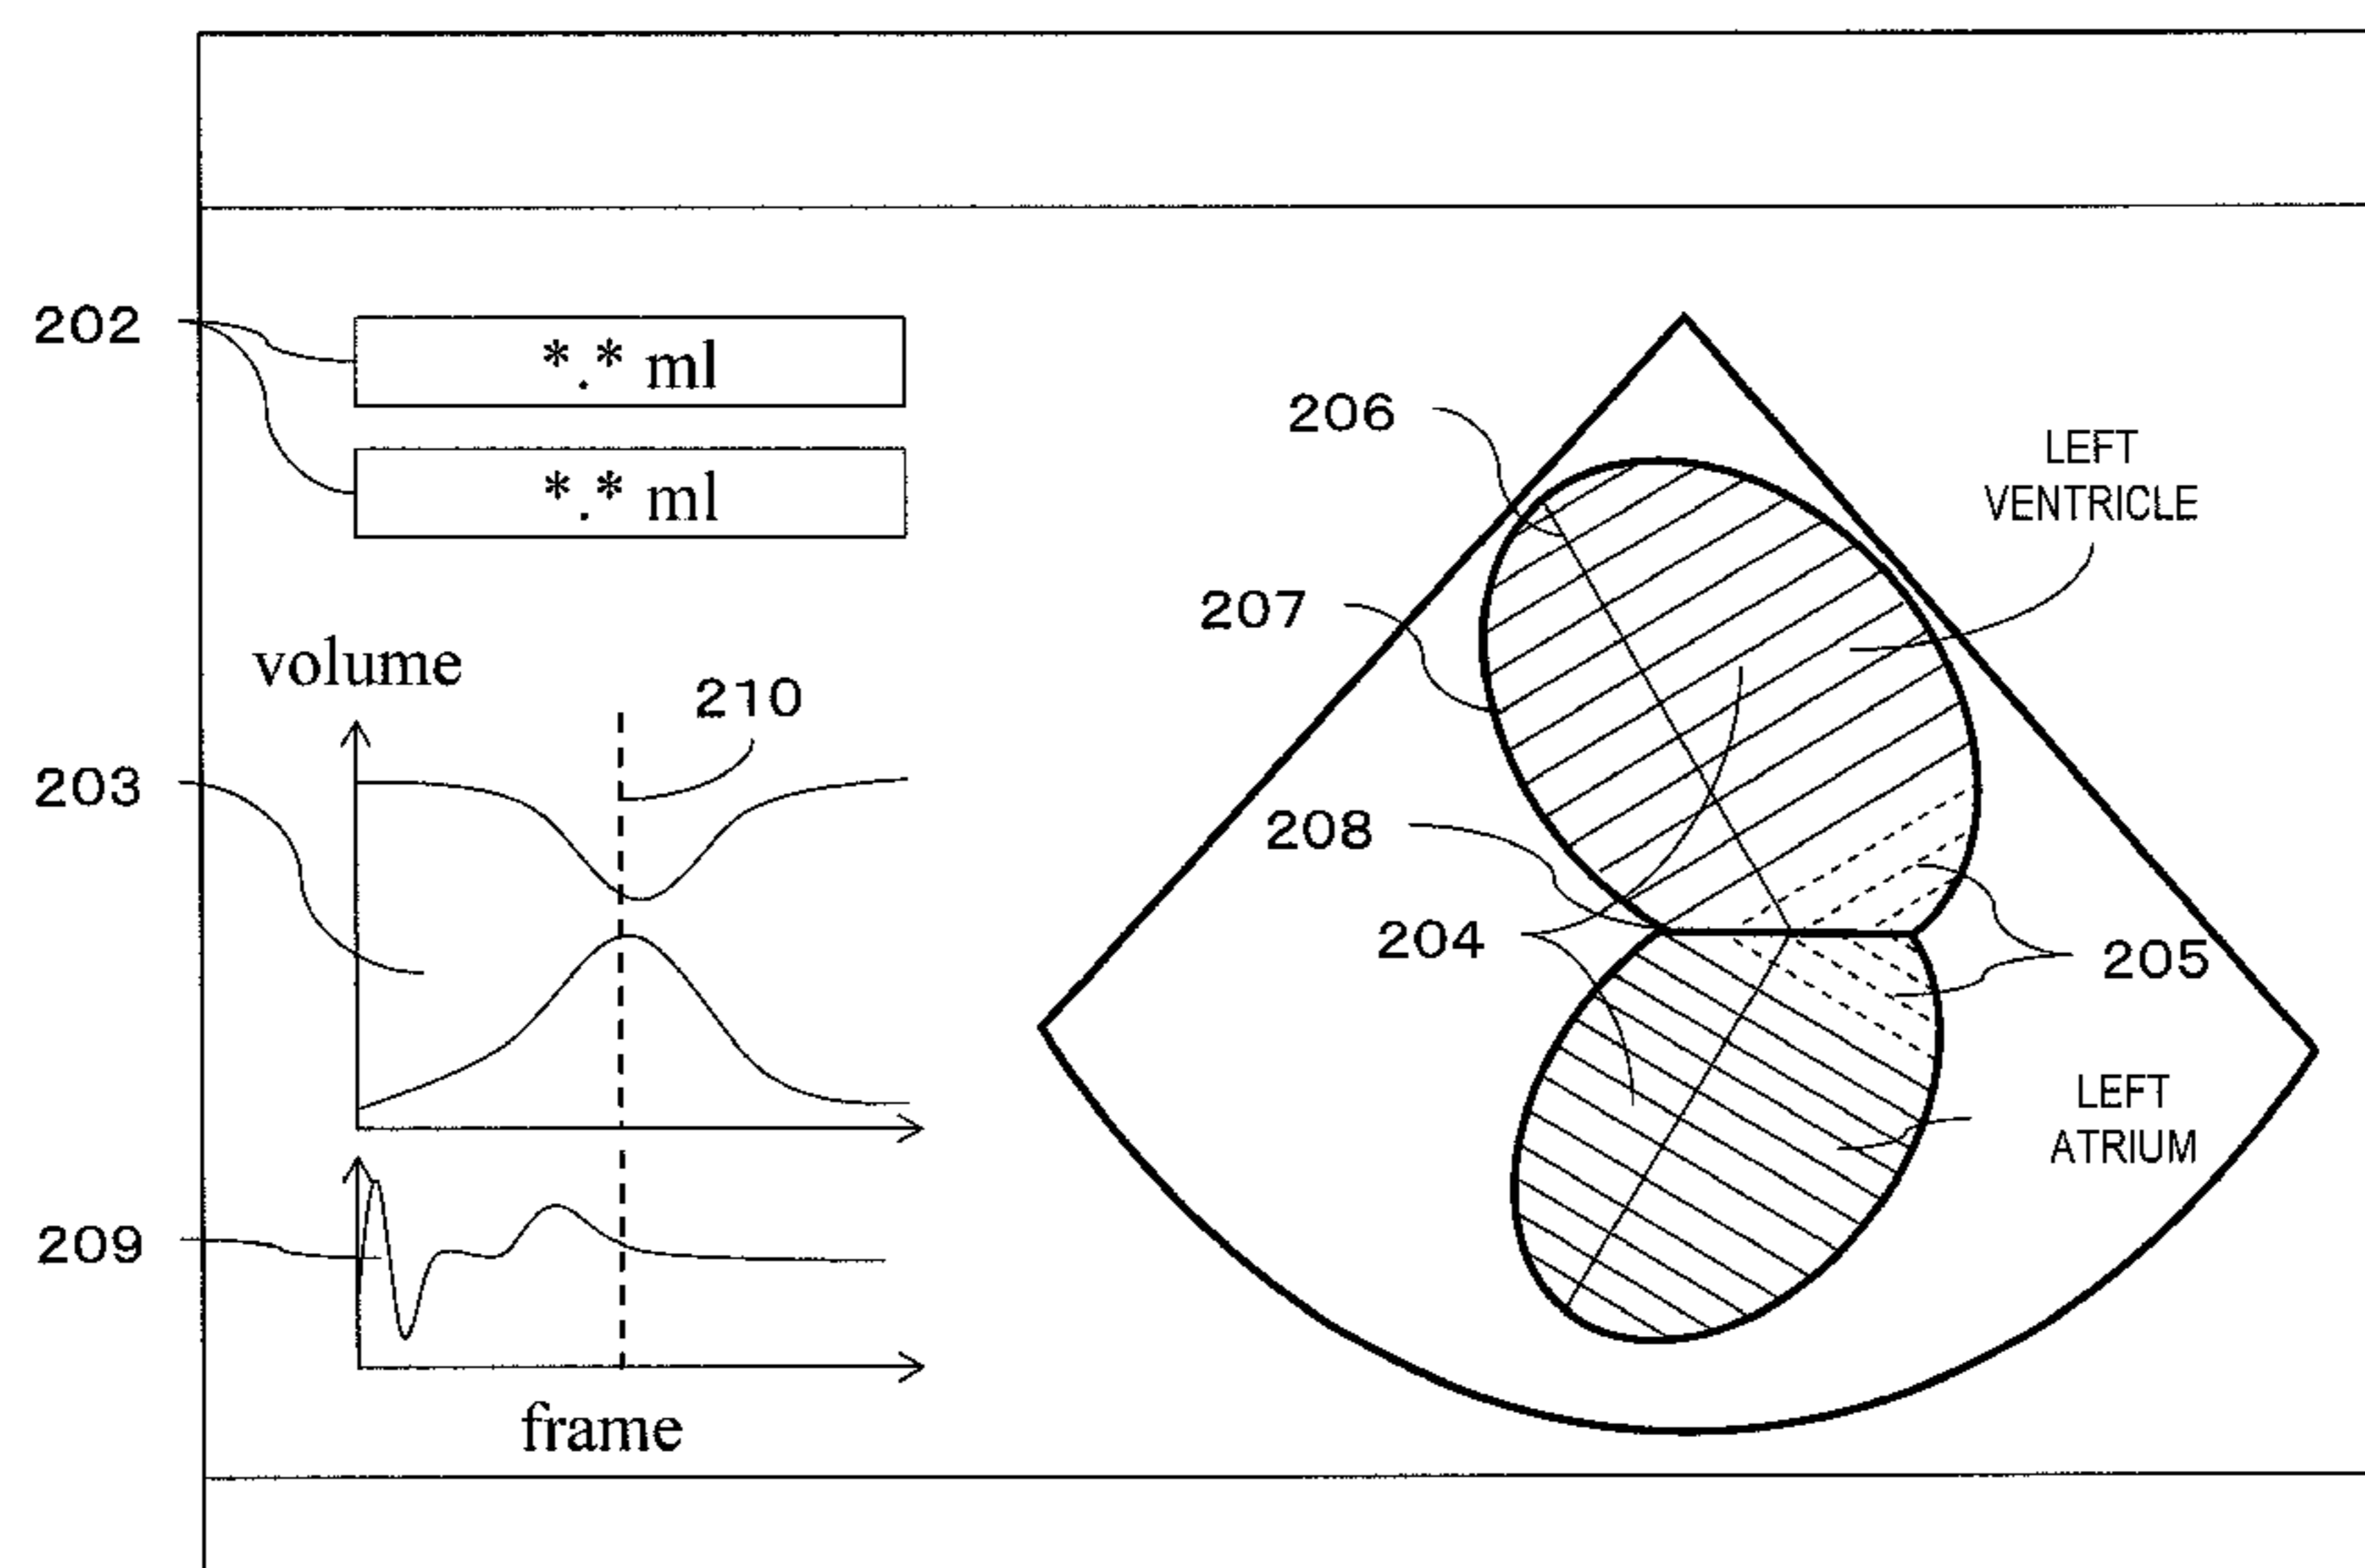 202
*.* ml
*.* ml
volume
210
203
209
frame
206
LEFT
VENTRICLE
207
208
204
205
LEFT
ATRIUM